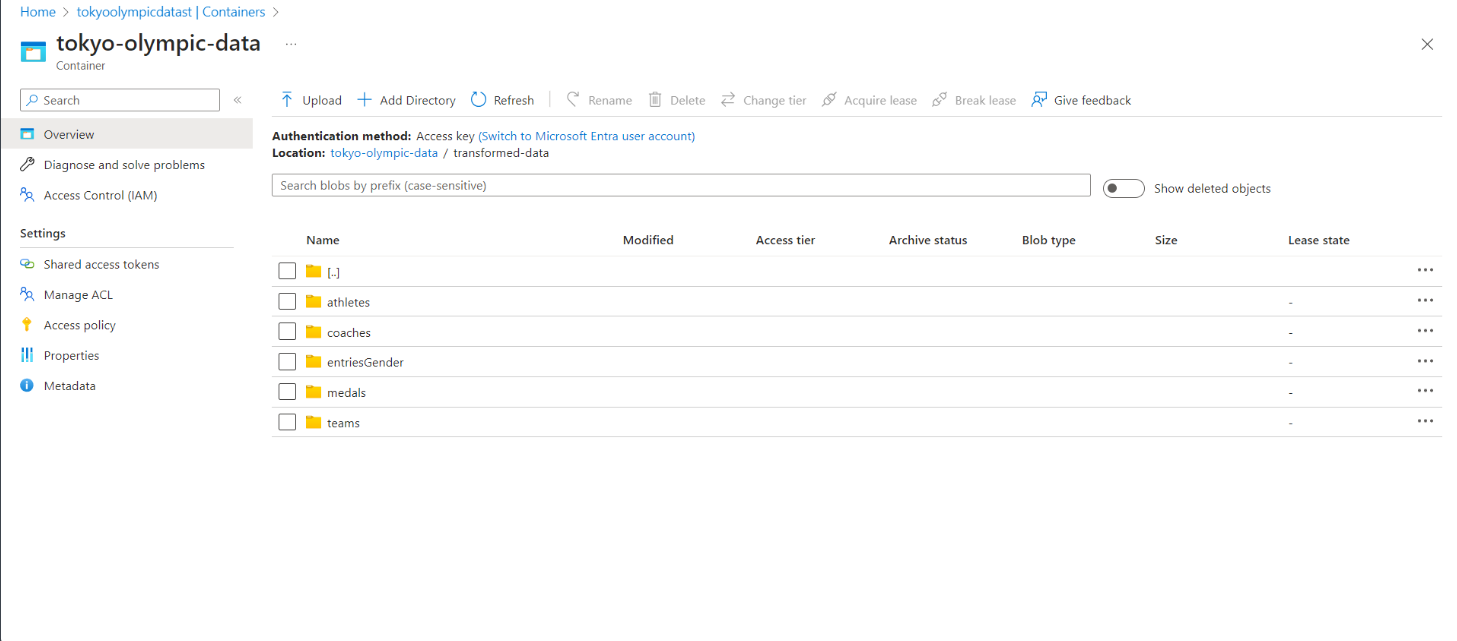 Home > tokyoolympicdatast | Containers >
tokyo-olympic-data ...
Container
Search «
Upload Add Directory Refresh Rename Delete Change tier Acquire lease Break lease Give feedback
Overview
Diagnose and solve problems
Access Control (IAM)
Settings
Shared access tokens
Manage ACL
Access policy
Properties
Metadata
Authentication method: Access key (Switch to Microsoft Entra user account)
Location: tokyo-olympic-data / transformed-data
Search blobs by prefix (case-sensitive) Show deleted objects
Name Modified Access tier Archive status Blob type Size Lease state
[..] ...
athletes - ...
coaches - ...
entriesGender - ...
medals - ...
teams - ...